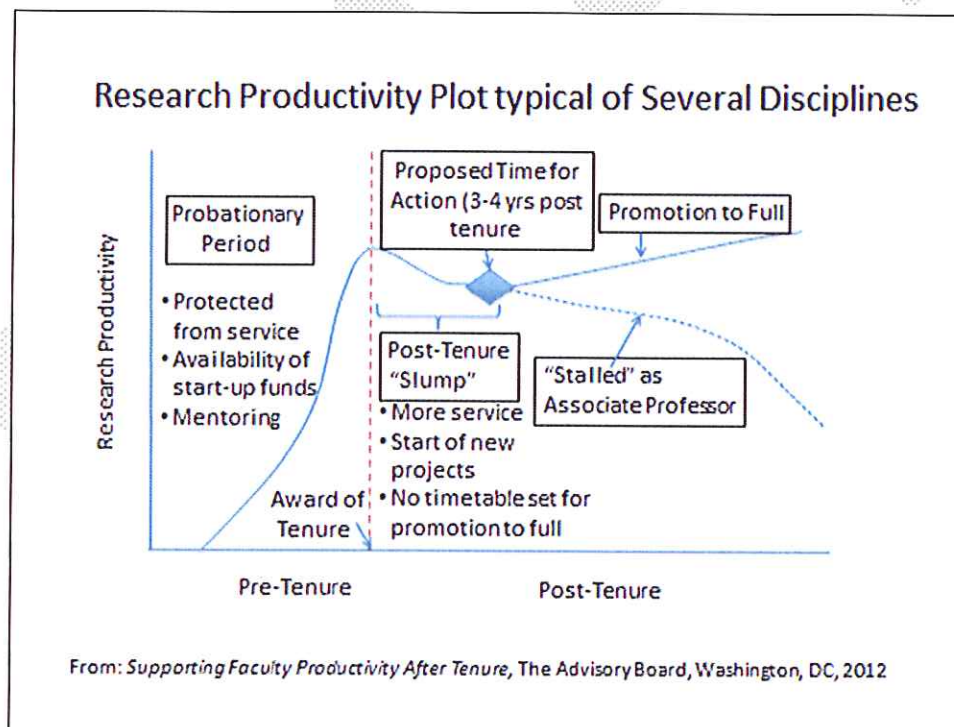 Research Productivity Plot typical of Several Disciplines
Research Productivity
Probationary
Period
• Protected
from service
• Availability of
start-up funds
• Mentoring
Award of
Tenure
Proposed Time for
Action (3-4 yrs post
tenure
Post-Tenure
"Slump"
• More service
• Start of new
projects
• No timetable set for
promotion to full
Promotion to Full
"Stalled" as
Associate Professor
Pre-Tenure
Post-Tenure
From: Supporting Faculty Productivity After Tenure, The Advisory Board, Washington, DC, 2012